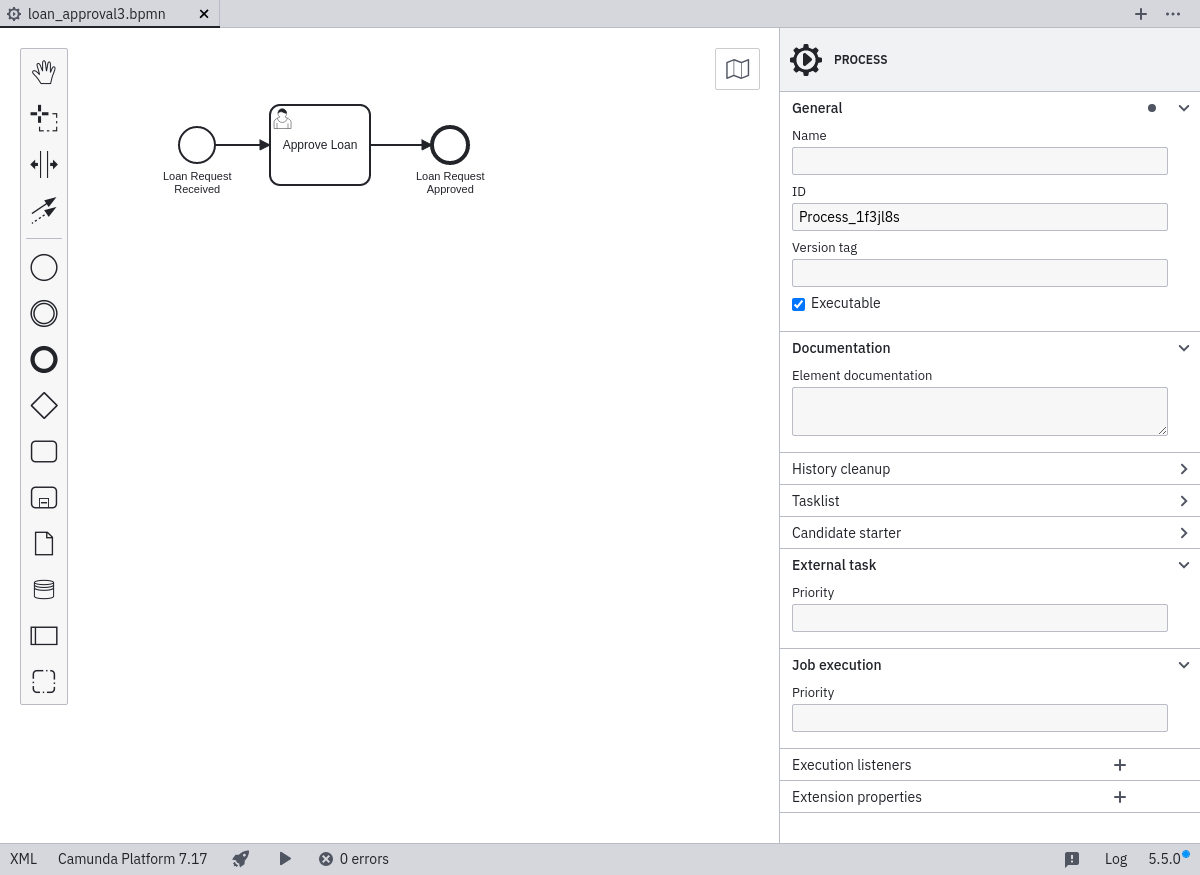 loan_approval3.bpmn
Loan Request
Received
Approve Loan
Loan Request
Approved
PROCESS
General
Name
ID
Process_1f3jl8s
Version tag
Executable
Documentation
Element documentation
History cleanup
Tasklist
Candidate starter
External task
Priority
Job execution
Priority
Execution listeners
Extension properties
XML
Camunda Platform 7.17
0 errors
Log
5.5.0